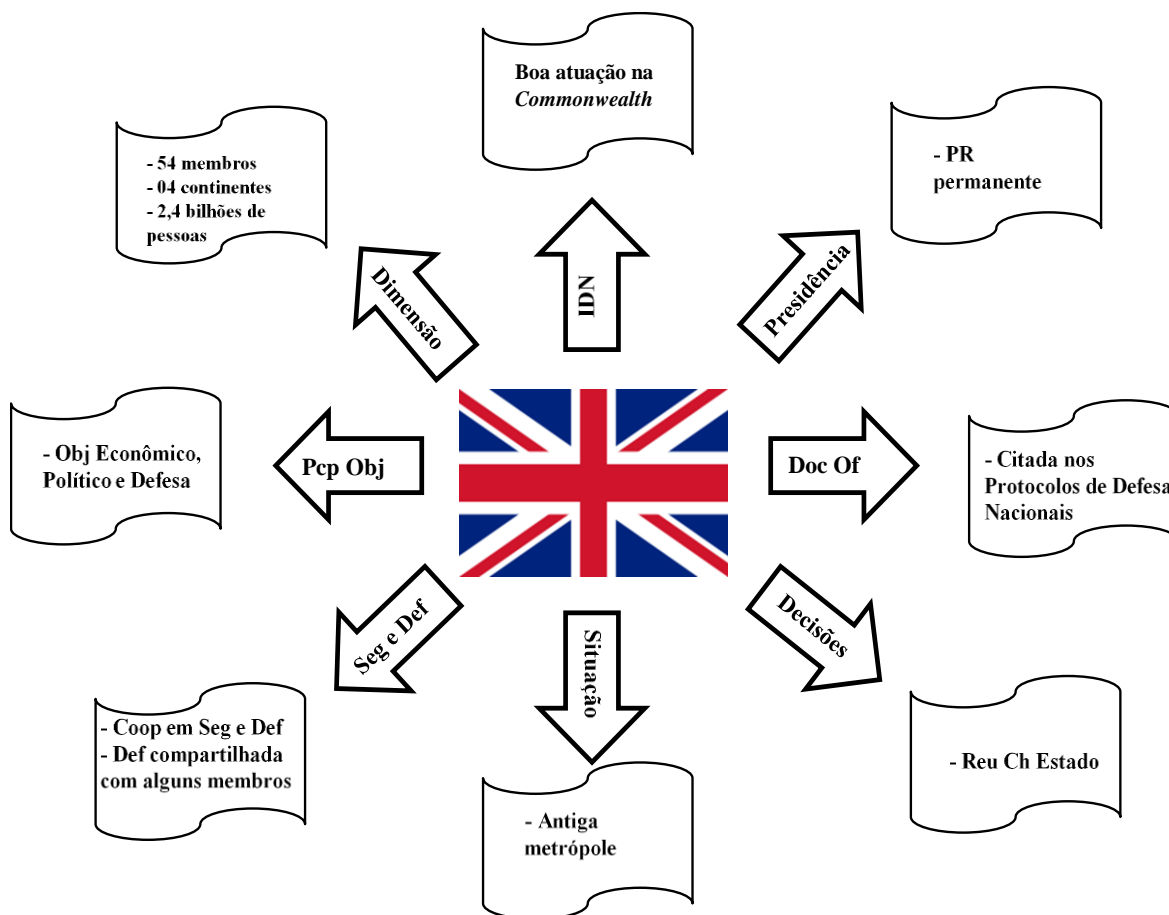 Boa atuação na
Commonwealth
- 54 membros
- 04 continentes
- 2,4 bilhões de
pessoas
- PR
permanente
Dimensão
IDN
Presidência
- Obj Econômico,
Político e Defesa
Pcp Obj
Doc Of
- Citada nos
Protocolos de Defesa
Nacionais
Seg e Def
Situação
Decisões
- Coop em Seg e Def
- Def compartilhada
com alguns membros
- Antiga
metrópole
- Reu Ch Estado